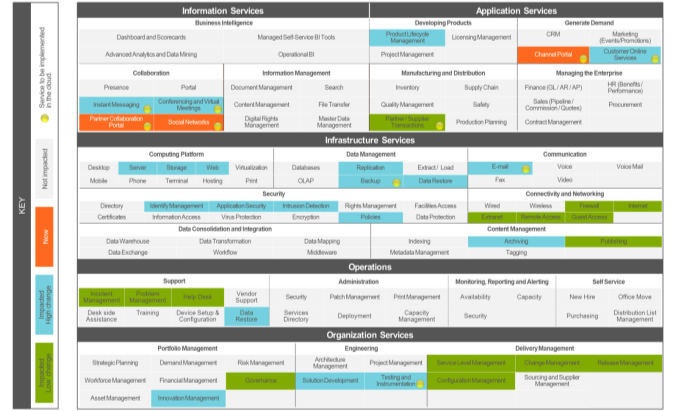 KEY
Service to be implemented
in the cloud.
Not impacted
New
Impacted
High change
Impacted
Low change
Information Services
Application Services
Business Intelligence
Developing Products
Generate Demand
Dashboard and Scorecards
Managed Self-Service BI Tools
Product Lifecycle
Management
Licensing Management
CRM
Marketing
(Events/Promotions)
Advanced Analytics and Data Mining
Operational BI
Project Management
Channel Portal
Customer Online
Services
Collaboration
Information Management
Manufacturing and Distribution
Managing the Enterprise
Presence
Portal
Document Management
Search
Inventory
Supply Chain
Finance (GL / AR / AP)
HR (Benefits /
Performance)
Instant Messaging
Conferencing and Virtual
Meetings
Content Management
File Transfer
Quality Management
Safety
Sales (Pipeline /
Commission / Quotes)
Procurement
Partner Collaboration
Portal
Social Networks
Digital Rights
Management
Master Data
Management
Partner / Supplier
Transactions
Production Planning
Contract Management
Infrastructure Services
Computing Platform
Data Management
Communication
Desktop
Server
Storage
Web
Virtualization
Databases
Replication
Extract / Load
E-mail
Voice
Voice Mail
Mobile
Phone
Terminal
Hosting
Print
OLAP
Backup
Data Restore
Fax
Video
Security
Connectivity and Networking
Directory
Identify Management
Application Security
Intrusion Detection
Rights Management
Facilities Access
Wired
Wireless
Firewall
Internet
Certificates
Information Access
Virus Protection
Encryption
Policies
Data Protection
Extranet
Remote Access
Guest Access
Data Consolidation and Integration
Content Management
Data Warehouse
Data Transformation
Data Mapping
Indexing
Archiving
Publishing
Data Exchange
Workflow
Middleware
Metadata Management
Tagging
Operations
Support
Administration
Monitoring, Reporting and Alerting
Self Service
Incident
Management
Problem
Management
Help Desk
Vendor
Support
Security
Patch Management
Print Management
Availability
Capacity
New Hire
Office Move
Desk side
Assistance
Training
Device Setup &
Configuration
Data
Restore
Services
Directory
Deployment
Capacity
Management
Security
Purchasing
Distribution List
Management
Organization Services
Portfolio Management
Engineering
Delivery Management
Strategic Planning
Demand Management
Risk Management
Architecture
Management
Project Management
Service Level Management
Change Management
Release Management
Workforce Management
Financial Management
Governance
Solution Development
Testing and
Instrumentation
Configuration Management
Sourcing and Supplier
Management
Asset Management
Innovation Management